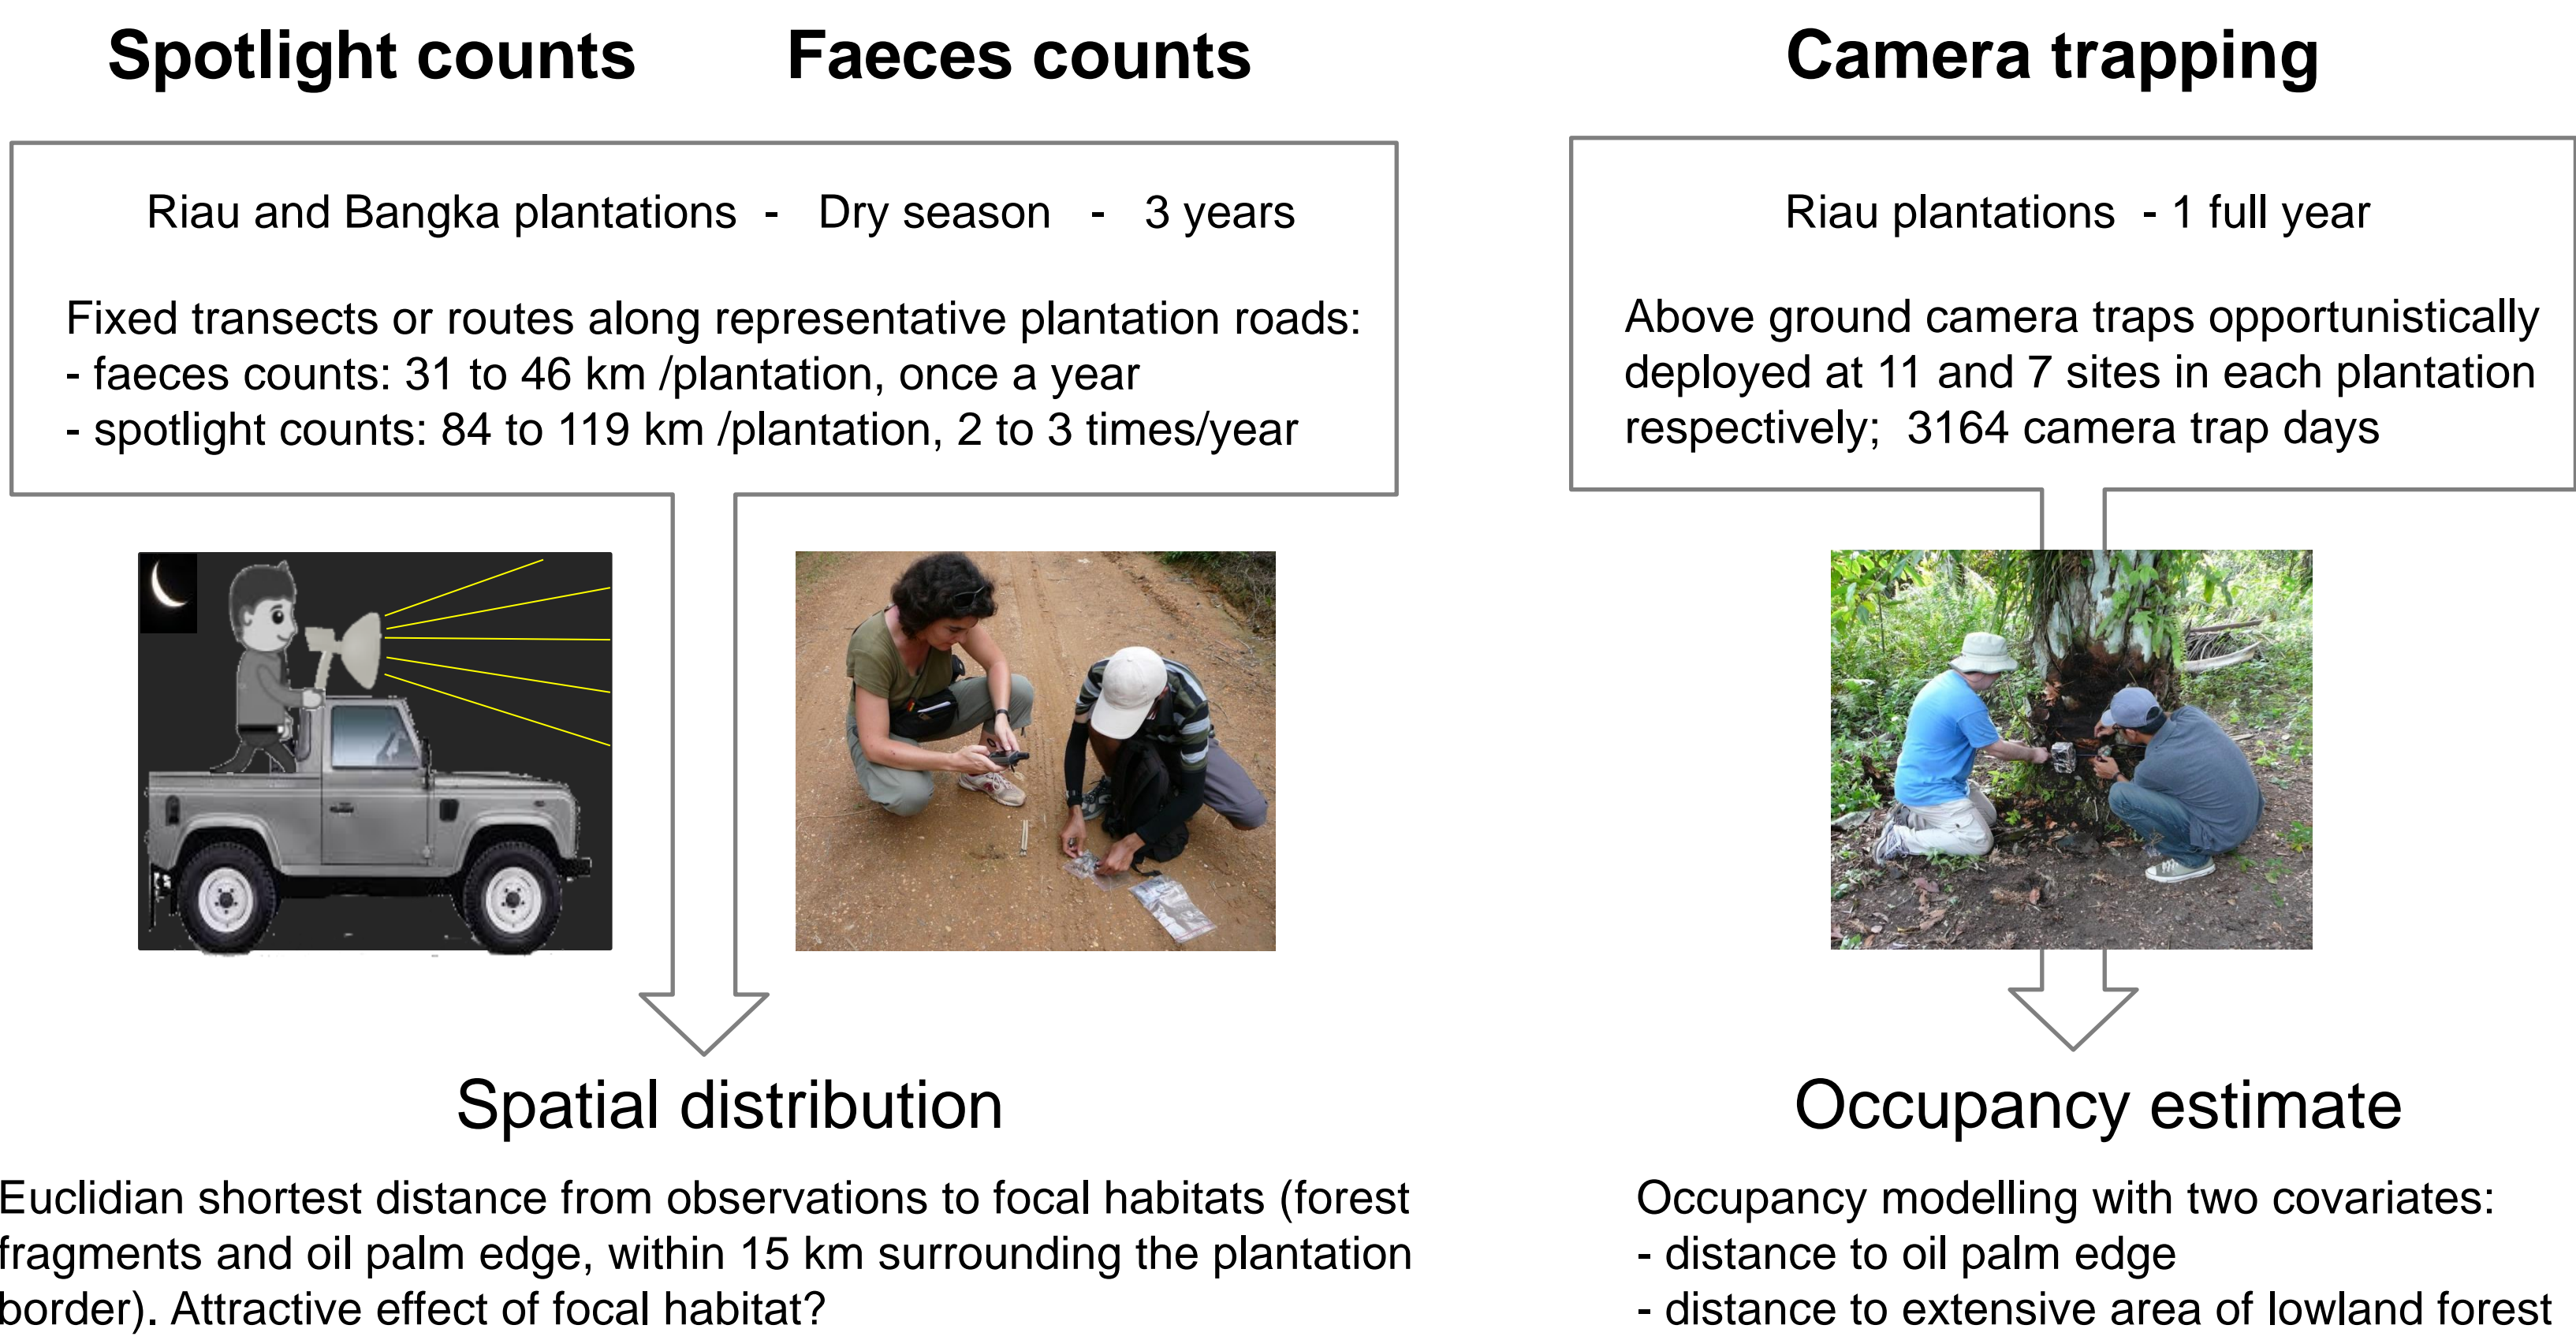 Spotlight counts
Faeces counts
Riau and Bangka plantations - Dry season - 3 years
Fixed transects or routes along representative plantation roads:
- faeces counts: 31 to 46 km /plantation, once a year
- spotlight counts: 84 to 119 km /plantation, 2 to 3 times/year
Spatial distribution
Euclidian shortest distance from observations to focal habitats (forest
fragments and oil palm edge, within 15 km surrounding the plantation
border). Attractive effect of focal habitat?
Camera trapping
Riau plantations - 1 full year
Above ground camera traps opportunistically
deployed at 11 and 7 sites in each plantation
respectively; 3164 camera trap days
Occupancy estimate
Occupancy modelling with two covariates:
- distance to oil palm edge
- distance to extensive area of lowland forest